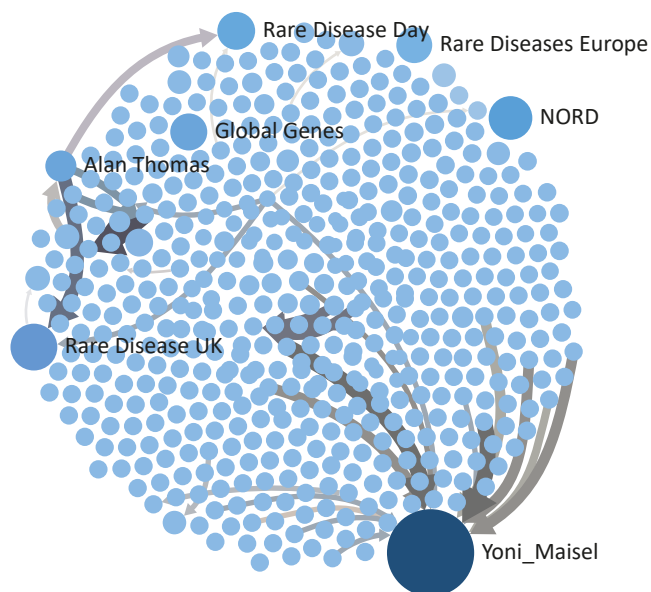 Rare Disease Day
Rare Diseases Europe
NORD
Global Genes
Alan Thomas
Rare Disease UK
Yoni_Maisel